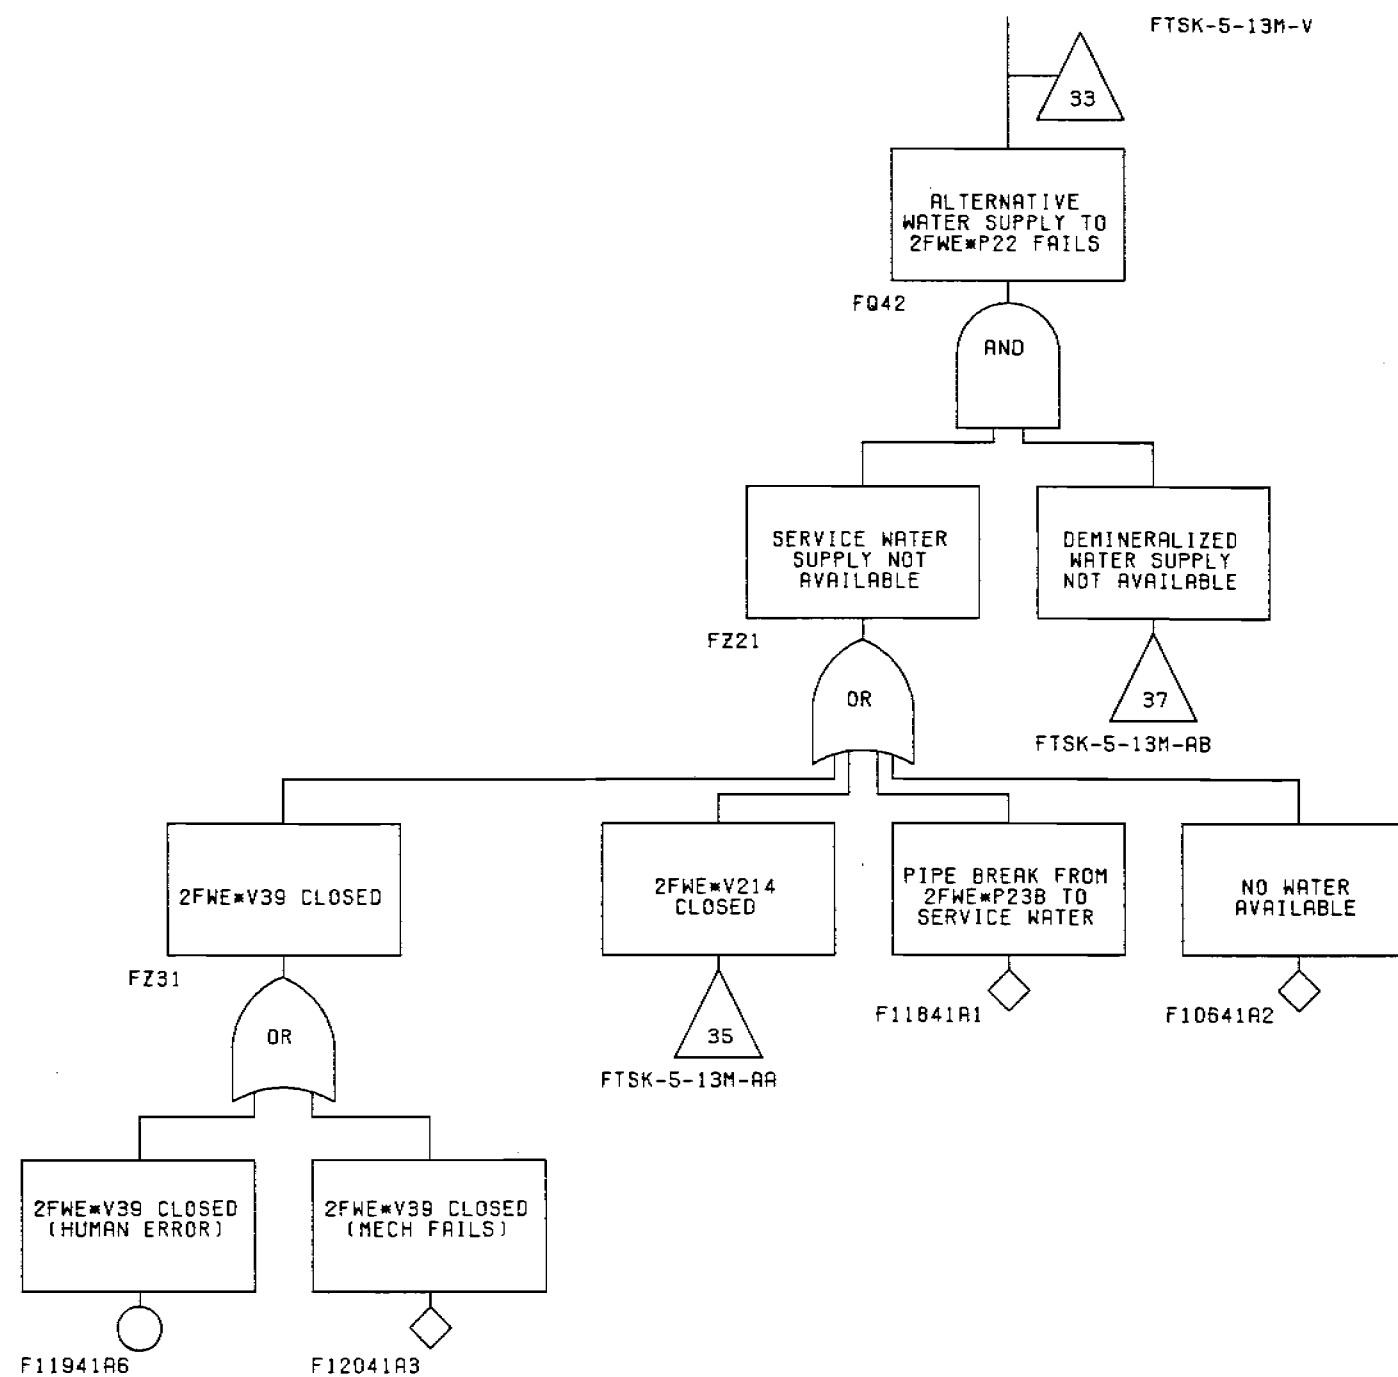 FTSK-5-13M-V
33
ALTERNATIVE
WATER SUPPLY TO
2FWE*P22 FAILS
FQ42
AND
SERVICE WATER
SUPPLY NOT
AVAILABLE
DEMINERALIZED
WATER SUPPLY
NOT AVAILABLE
FZ21
OR
37
FTSK-5-13M-AB
2FWE*V39 CLOSED
2FWE*V214
CLOSED
PIPE BREAK FROM
2FWE*P23B TO
SERVICE WATER
NO WATER
AVAILABLE
FZ31
OR
35
FTSK-5-13M-AA
F11841A1
F10641A2
2FWE*V39 CLOSED
(HUMAN ERROR)
2FWE*V39 CLOSED
(MECH FAILS)
F11941A6
F12041A3